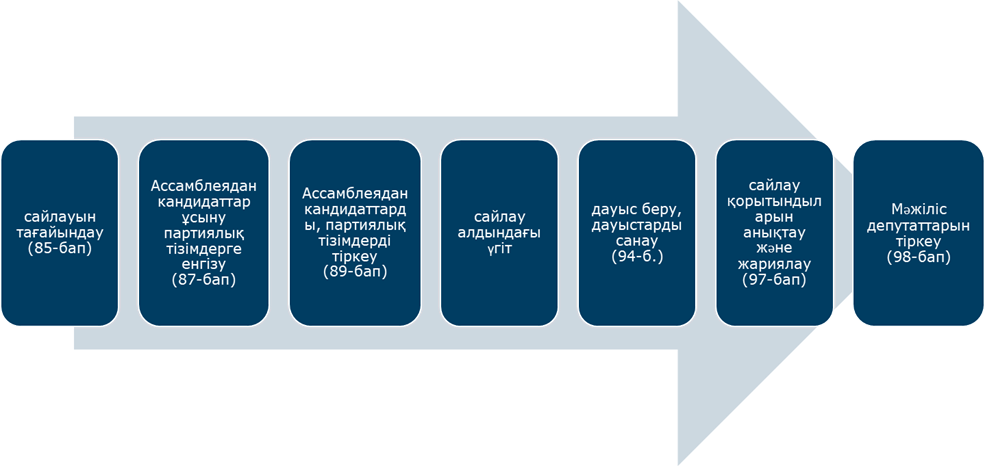 сайлауын
тағайындау
(85-бап)
Ассамблеядан
кандидаттар
ұсыну
партиялық
тізімдерге
енгізу
(87-бап)
Ассамблеядан
кандидаттард
ы, партиялық
тізімдерді
тіркеу
(89-бап)
сайлау
алдындағы
үгіт
дауыс беру,
дауыстарды
санау
(94-б.)
сайлау
қорытындыл
арын
анықтау
және
жариялау
(97-бап)
Мәжіліс
депутаттарын
тіркеу
(98-бап)